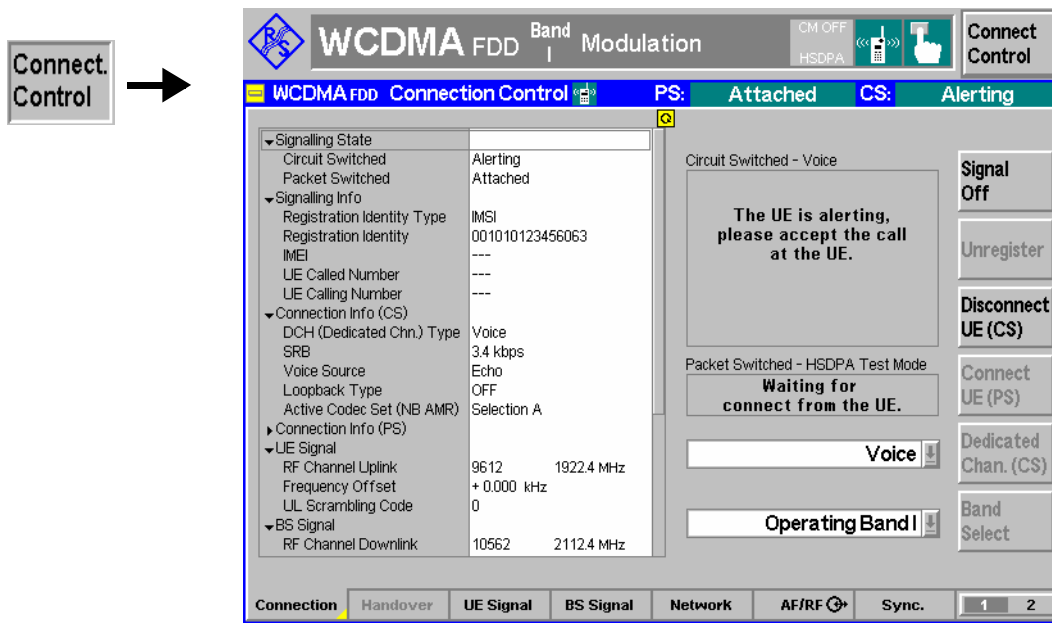 Connect.
Control
R S
WCDMA FDD Band I Modulation
CM OFF
HSDPA
Connect
Control
WCDMA FDD Connection Control PS: Attached CS: Alerting
Signalling State
Circuit Switched Alerting
Packet Switched Attached
Signalling Info
Registration Identity Type IMSI
Registration Identity 001010123456063
IMEI ---
UE Called Number ---
UE Calling Number ---
Connection Info (CS)
DCH (Dedicated Chn.) Type Voice
SRB 3.4 kbps
Voice Source Echo
Loopback Type OFF
Active Codec Set (NB AMR) Selection A
Connection Info (PS)
UE Signal
RF Channel Uplink 9612 1922.4 MHz
Frequency Offset + 0.000 kHz
UL Scrambling Code 0
BS Signal
RF Channel Downlink 10562 2112.4 MHz
Circuit Switched - Voice
The UE is alerting,
please accept the call
at the UE.
Packet Switched - HSDPA Test Mode
Waiting for
connect from the UE.
Voice
Operating Band I
Signal
Off
Unregister
Disconnect
UE (CS)
Connect
UE (PS)
Dedicated
Chan. (CS)
Band
Select
Connection Handover UE Signal BS Signal Network AF/RF Sync. 1 2